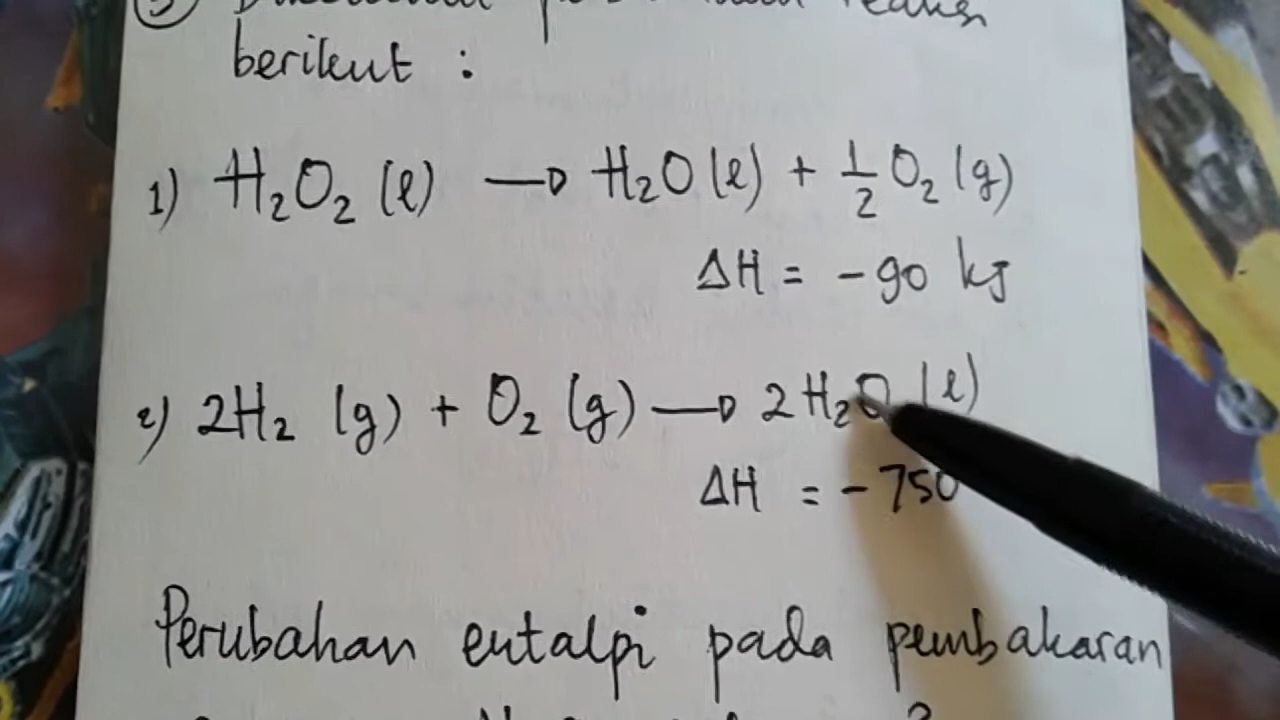 ③
berikut :
1) H₂O₂ (l) → H₂O (l) + ½ O₂ (g)
ΔH = -90 kJ
2) 2H₂ (g) + O₂ (g) → 2H₂O (l)
ΔH = -750
Perubahan entalpi pada pembakaran